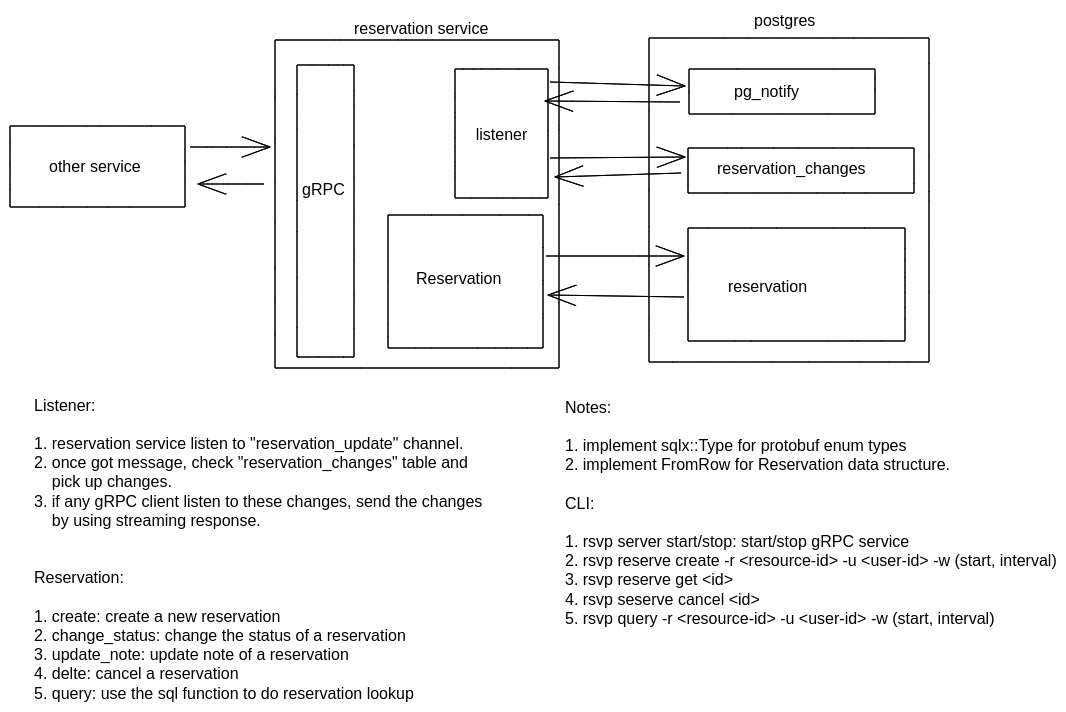 reservation service
postgres
other service
gRPC
listener
Reservation
pg_notify
reservation_changes
reservation
Listener:
1. reservation service listen to "reservation_update" channel.
2. once got message, check "reservation_changes" table and
pick up changes.
3. if any gRPC client listen to these changes, send the changes
by using streaming response.
Reservation:
1. create: create a new reservation
2. change_status: change the status of a reservation
3. update_note: update note of a reservation
4. delte: cancel a reservation
5. query: use the sql function to do reservation lookup
Notes:
1. implement sqlx::Type for protobuf enum types
2. implement FromRow for Reservation data structure.
CLI:
1. rsvp server start/stop: start/stop gRPC service
2. rsvp reserve create -r <resource-id> -u <user-id> -w (start, interval)
3. rsvp reserve get <id>
4. rsvp seserve cancel <id>
5. rsvp query -r <resource-id> -u <user-id> -w (start, interval)